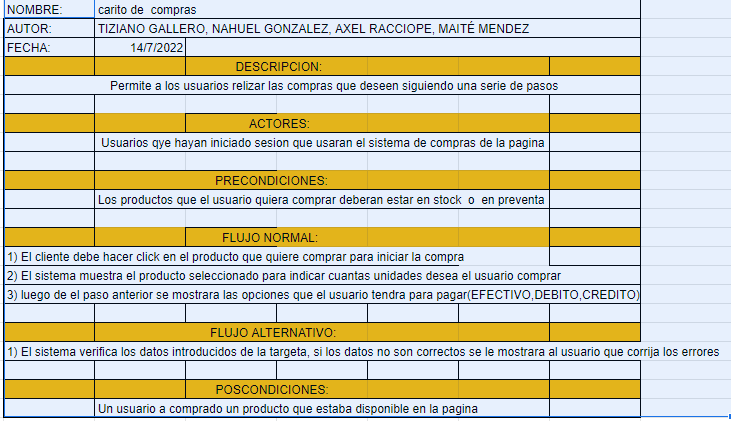 NOMBRE: carito de compras
AUTOR: TIZIANO GALLERO, NAHUEL GONZALEZ, AXEL RACCIOPE, MAITÉ MENDEZ
FECHA: 14/7/2022
DESCRIPCION:
Permite a los usuarios relizar las compras que deseen siguiendo una serie de pasos
ACTORES:
Usuarios qye hayan iniciado sesion que usaran el sistema de compras de la pagina
PRECONDICIONES:
Los productos que el usuario quiera comprar deberan estar en stock o en preventa
FLUJO NORMAL:
1) El cliente debe hacer click en el producto que quiere comprar para iniciar la compra
2) El sistema muestra el producto seleccionado para indicar cuantas unidades desea el usuario comprar
3) luego de el paso anterior se mostrara las opciones que el usuario tendra para pagar(EFECTIVO,DEBITO,CREDITO)
FLUJO ALTERNATIVO:
1) El sistema verifica los datos introducidos de la targeta, si los datos no son correctos se le mostrara al usuario que corrija los errores
POSCONDICIONES:
Un usuario a comprado un producto que estaba disponible en la pagina